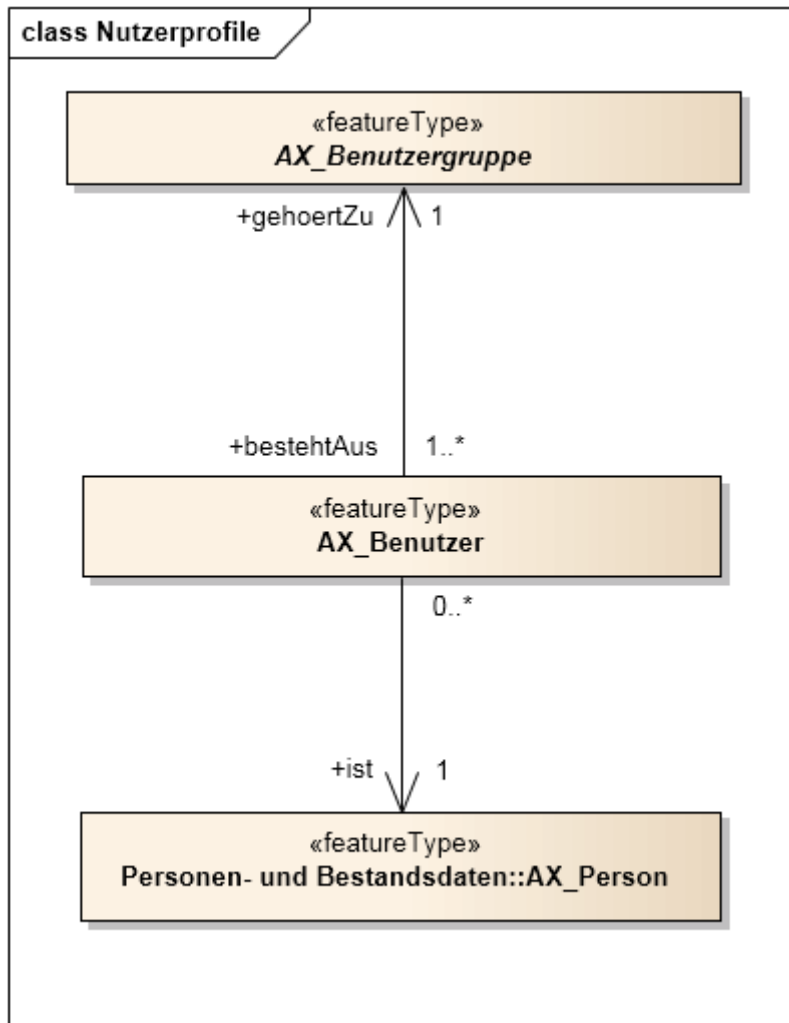 class Nutzerprofile
«featureType»
AX_Benutzergruppe
+gehoertZu 1
+bestehtAus 1..*
«featureType»
AX_Benutzer
0..*
+ist 1
«featureType»
Personen- und Bestandsdaten::AX_Person